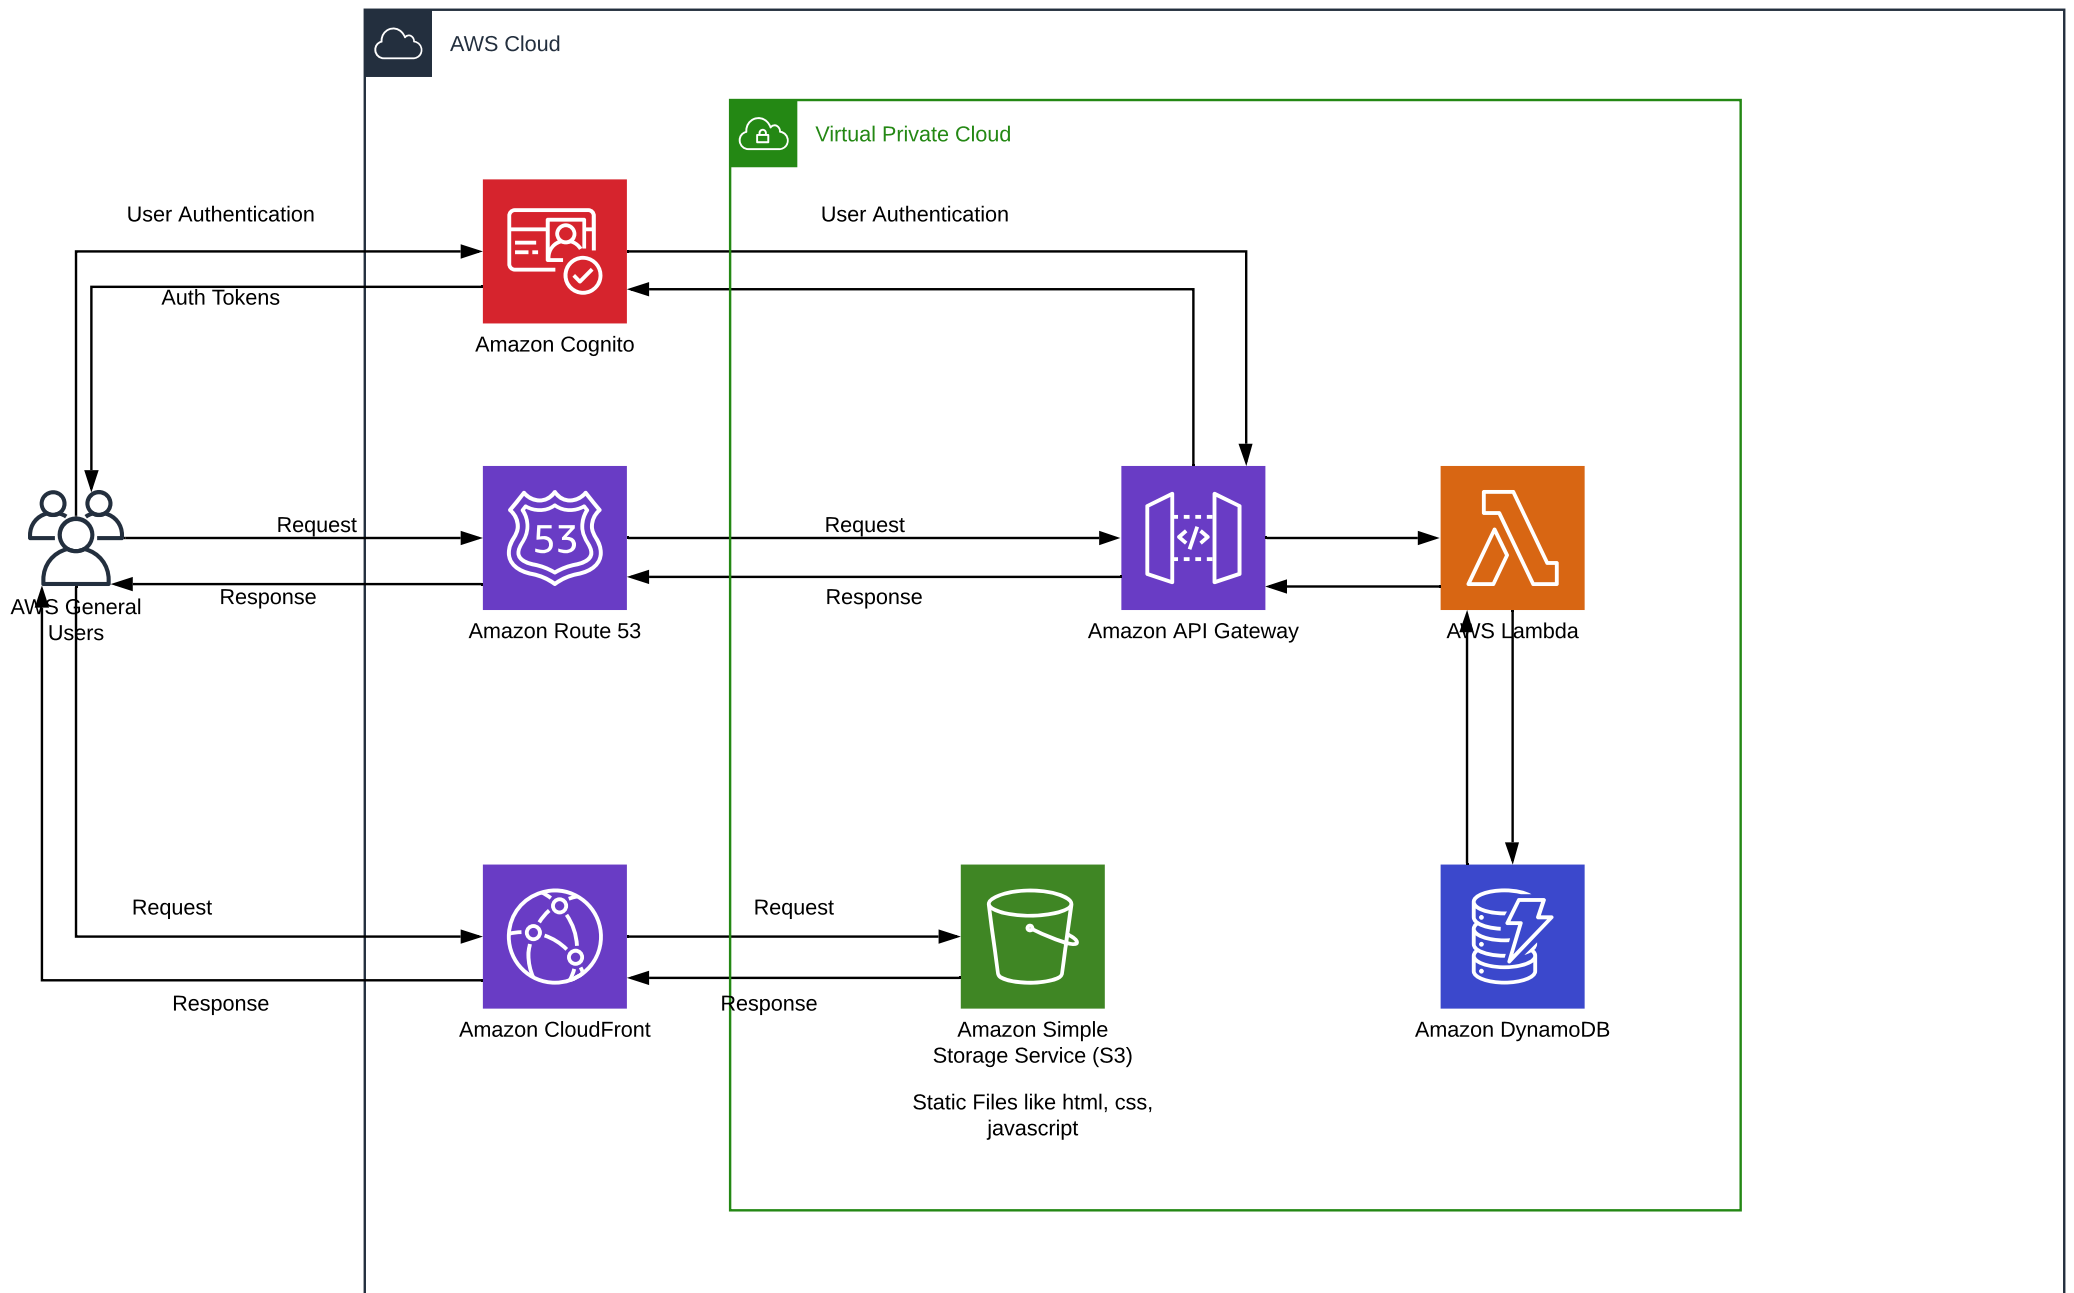 AWS Cloud
Virtual Private Cloud
User Authentication
User Authentication
Auth Tokens
Amazon Cognito
Request
Request
53
Response
Response
AWS General
Users
Amazon Route 53
Amazon API Gateway
AWS Lambda
</>
Request
Request
Response
Response
Amazon CloudFront
Amazon Simple
Storage Service (S3)
Amazon DynamoDB
Static Files like html, css,
javascript